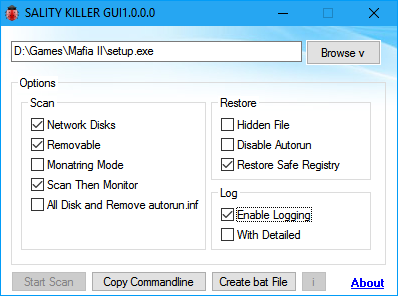 SALITY KILLER GUI1.0.0.0
D:\Games\Mafia II\setup.exe
Browse v
Options
Scan
Network Disks
Removable
Monatring Mode
Scan Then Monitor
All Disk and Remove autorun.inf
Restore
Hidden File
Disable Autorun
Restore Safe Registry
Log
Enable Logging
With Detailed
Start Scan
Copy Commandline
Create bat File
i
About